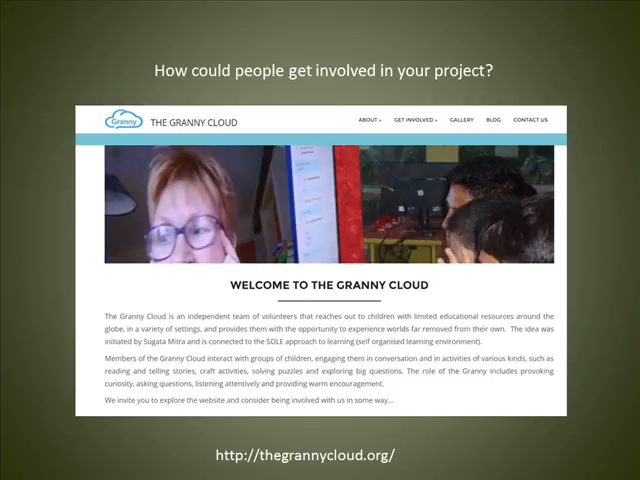 How could people get involved in your project?
Granny
THE GRANNY CLOUD
ABOUT
GET INVOLVED
GALLERY
BLOG
CONTACT US
WELCOME TO THE GRANNY CLOUD
The Granny Cloud is an independent team of volunteers that reaches out to children with limited educational resources around the
globe, in a variety of settings, and provides them with the opportunity to experience worlds far removed from their own. The idea was
initiated by Sugata Mitra and is connected to the SOLE approach to learning (self organised learning environment).
Members of the Granny Cloud interact with groups of children, engaging them in conversation and in activities of various kinds, such as
reading and telling stories, craft activities, solving puzzles and exploring big questions. The role of the Granny includes provoking
curiosity, asking questions, listening attentively and providing warm encouragement.
We invite you to explore the website and consider being involved with us in some way...
http://thegrannycloud.org/